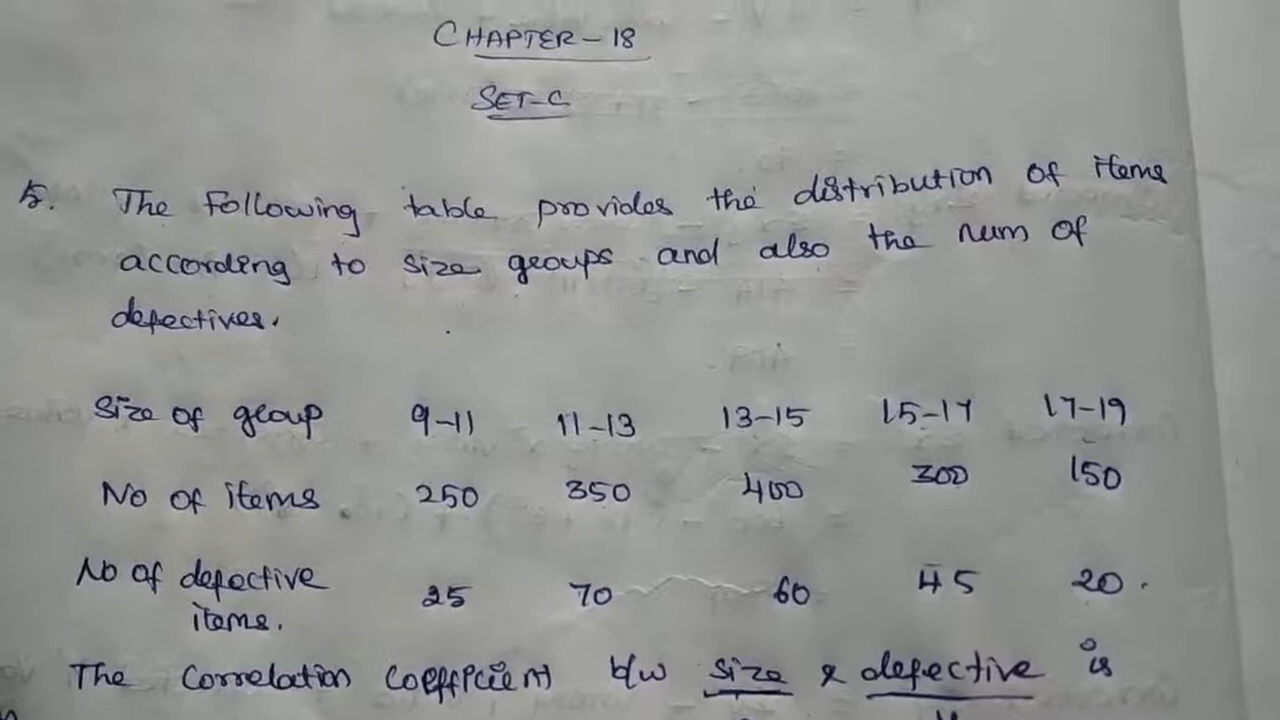 CHAPTER-18
SET-C
5. The following table provides the distribution of items
according to size groups and also the num of
defectives.
Size of group 9-11 11-13 13-15 15-17 17-19
No of items 250 350 400 300 150
No of defective 25 70 60 45 20.
items.
The Correlation coefficient b/w size & defective is